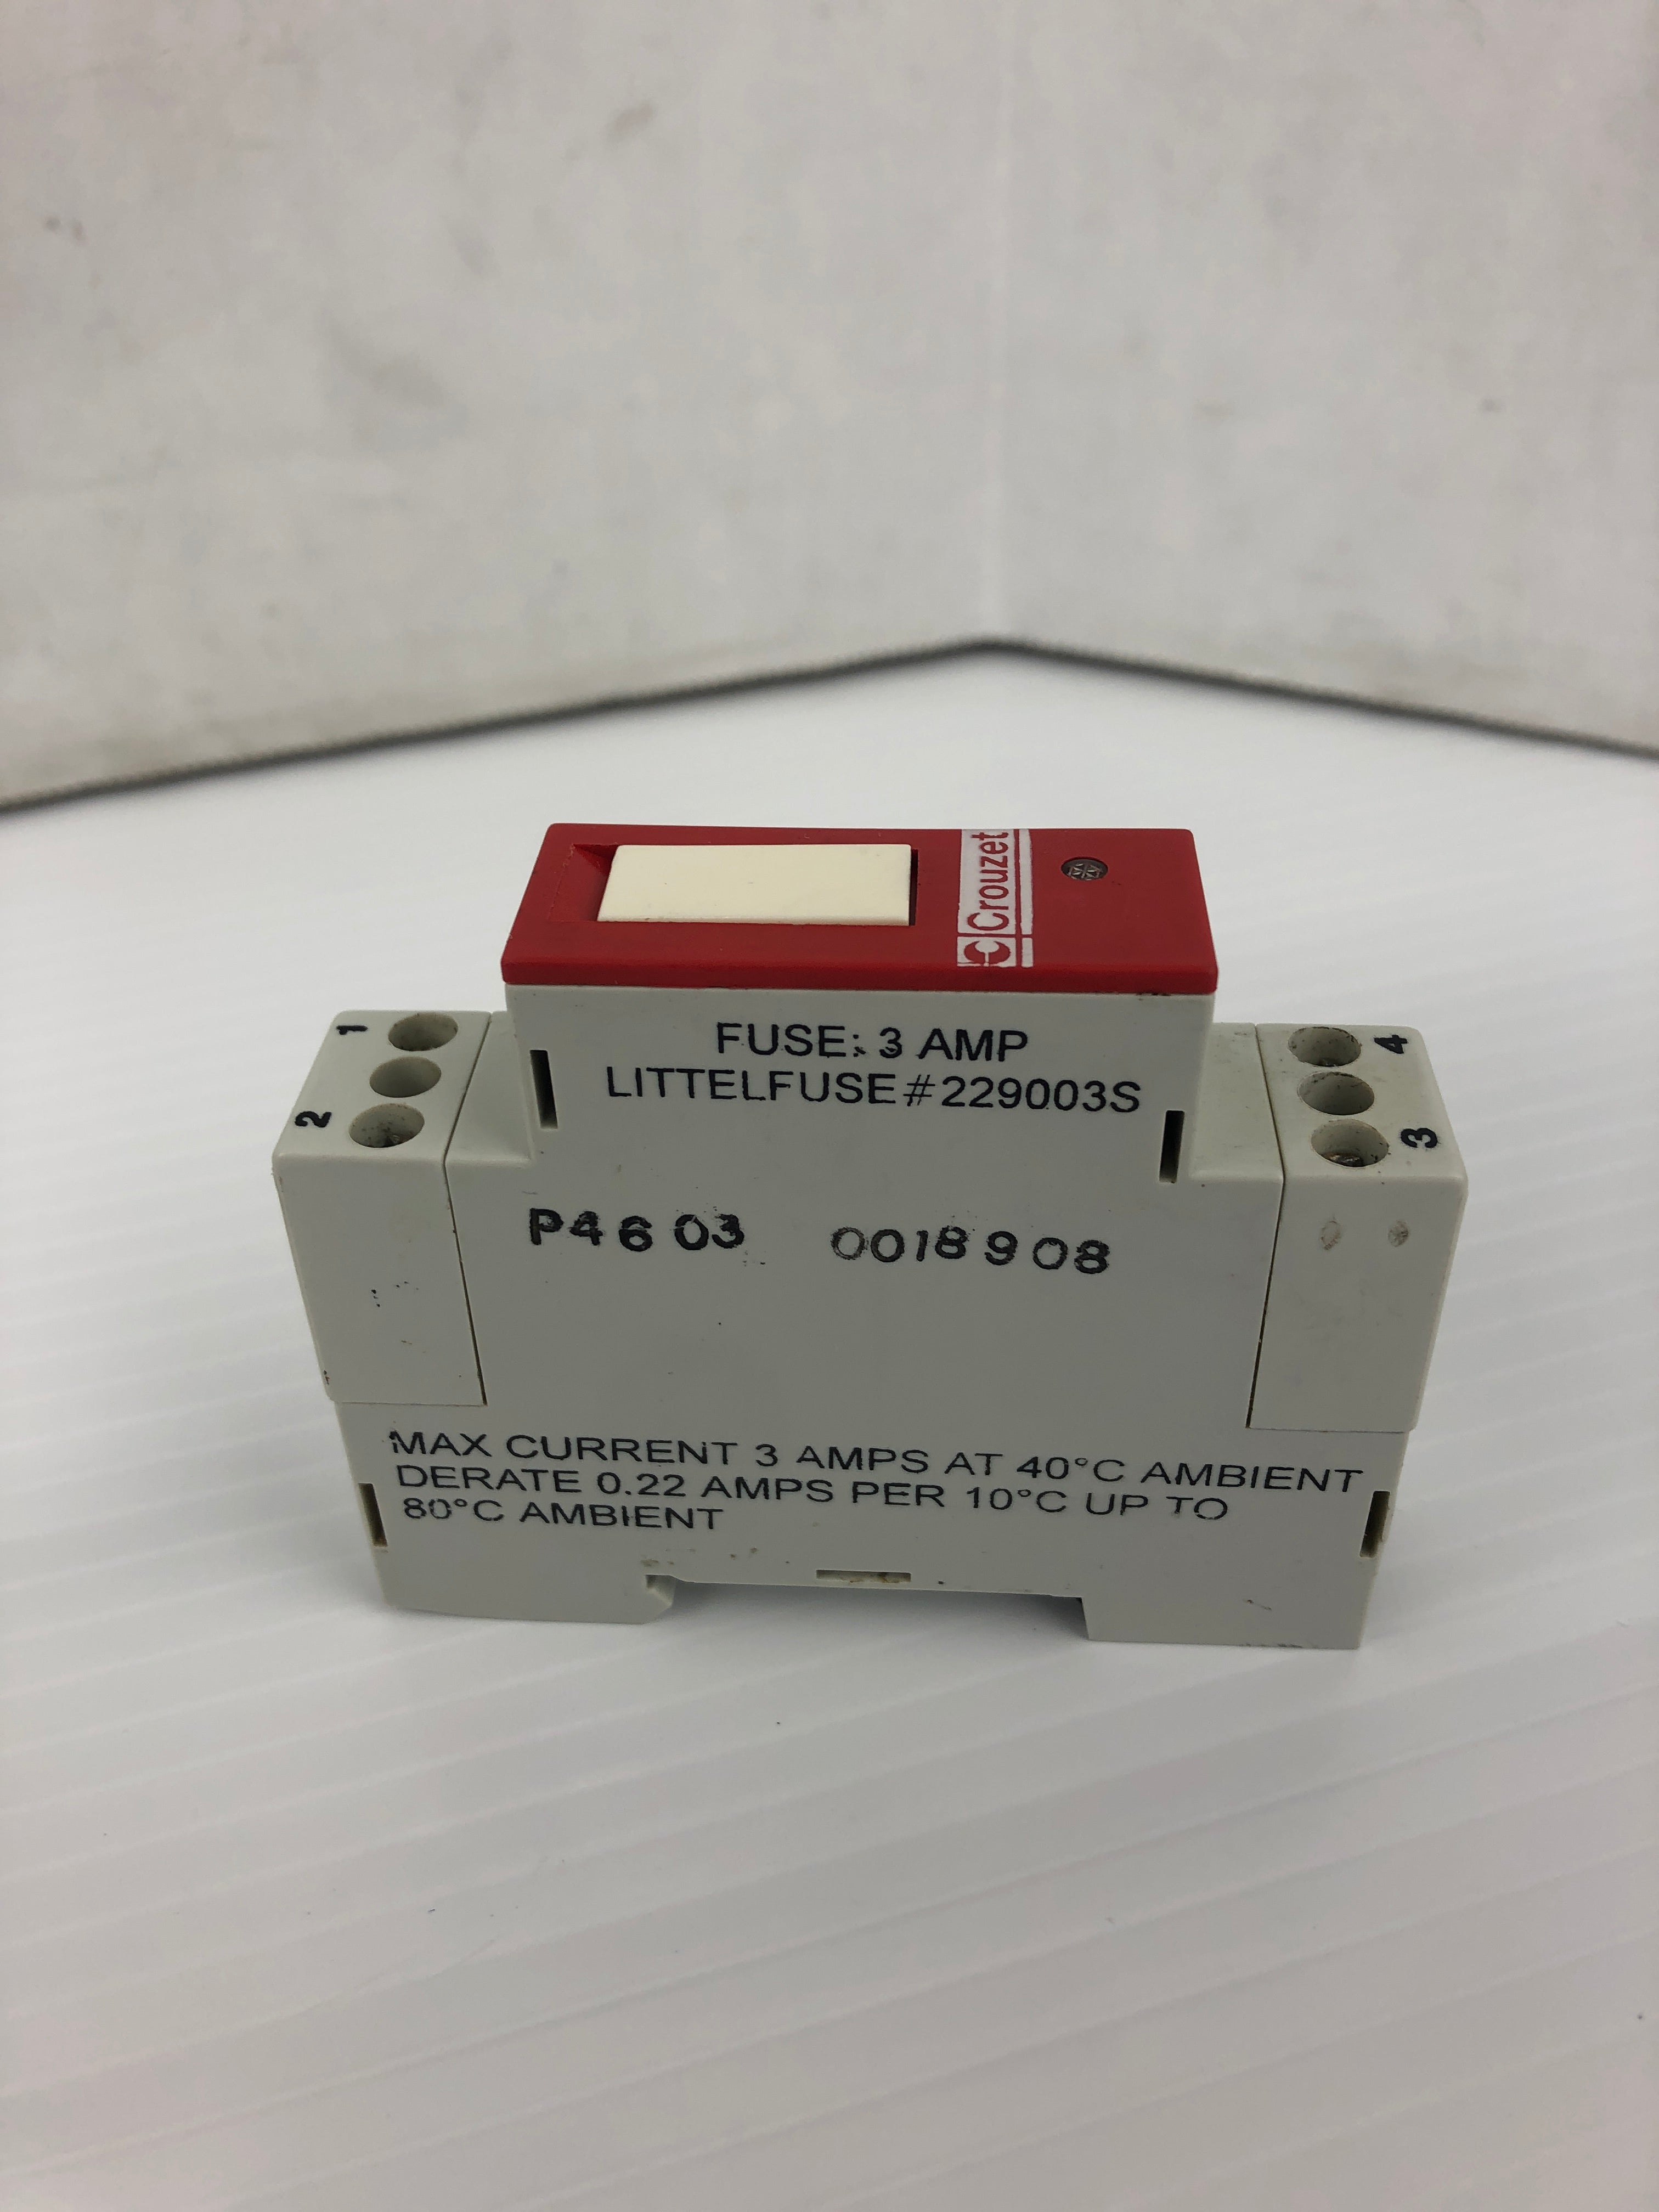 Crouzet
FUSE: 3 AMP
LITTELFUSE#229003S
1
2
4
3
P4603 0018908
MAX CURRENT 3 AMPS AT 40°C AMBIENT
DERATE 0.22 AMPS PER 10°C UP TO
80°C AMBIENT